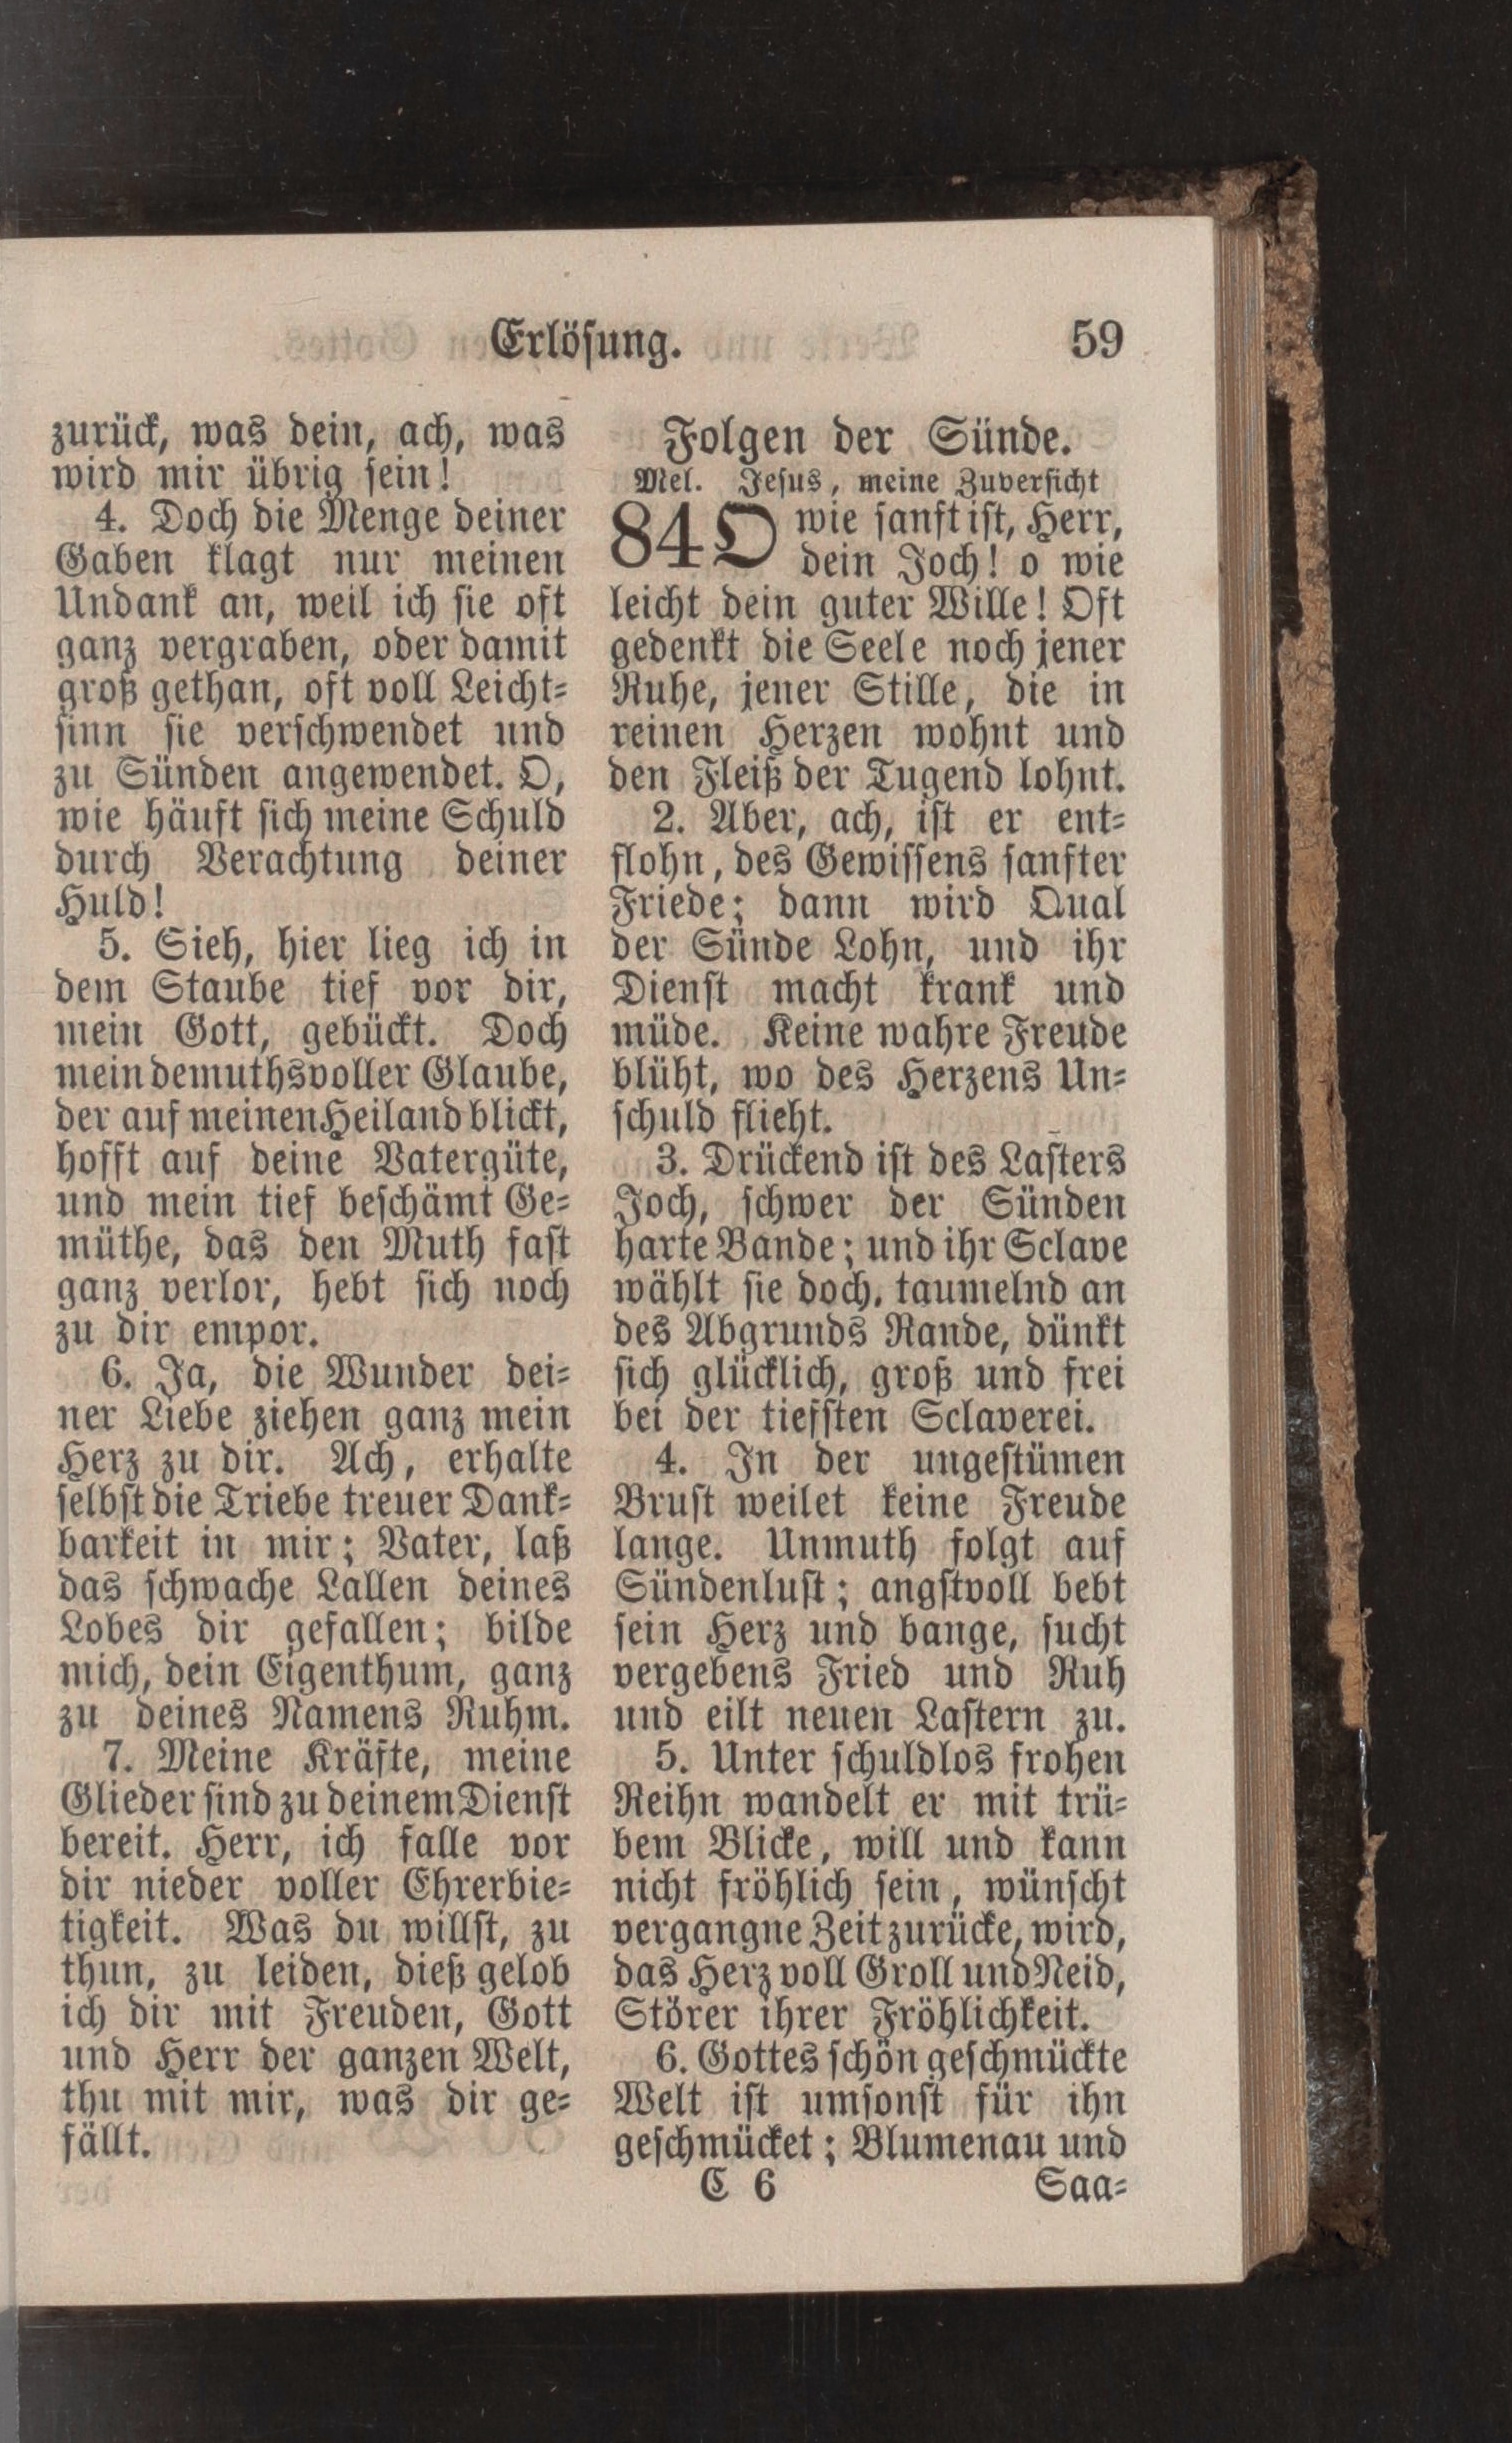 Erlösung.
59
zurück, was dein, ach, was
wird mir übrig sein!
4. Doch die Menge deiner
Gaben klagt nur meinen
Undank an, weil ich sie oft
ganz vergraben, oder damit
groß gethan, oft voll Leicht-
sinn sie verschwendet und
zu Sünden angewendet. O,
wie häuft sich meine Schuld
durch Verachtung deiner
Huld!
5. Sieh, hier lieg ich in
dem Staube tief vor dir,
mein Gott, gebückt. Doch
mein demuthsvoller Glaube,
der auf meinen Heiland blickt,
hofft auf deine Vatergüte,
und mein tief beschämt Ge-
müthe, das den Muth fast
ganz verlor, hebt sich noch
zu dir empor.
6. Ja, die Wunder dei-
ner Liebe ziehen ganz mein
Herz zu dir. Ach, erhalte
selbst die Triebe treuer Dank-
barkeit in mir; Vater, laß
das schwache Lallen deines
Lobes dir gefallen; bilde
mich, dein Eigenthum, ganz
zu deines Namens Ruhm.
7. Meine Kräfte, meine
Glieder sind zu deinem Dienst
bereit. Herr, ich falle vor
dir nieder voller Ehrerbie-
tigkeit. Was du willst, zu
thun, zu leiden, dieß gelob
ich dir mit Freuden, Gott
und Herr der ganzen Welt,
thu mit mir, was dir ge-
fällt.
Folgen der Sünde.
Mel. Jesus, meine Zuversicht
84 O wie sanft ist, Herr,
dein Joch! o wie
leicht dein guter Wille! Oft
gedenkt die Seele noch jener
Ruhe, jener Stille, die in
reinen Herzen wohnt und
den Fleiß der Tugend lohnt.
2. Aber, ach, ist er ent-
flohn, des Gewissens sanfter
Friede; dann wird Qual
der Sünde Lohn, und ihr
Dienst macht krank und
müde. Keine wahre Freude
blüht, wo des Herzens Un-
schuld flieht.
3. Drückend ist des Lasters
Joch, schwer der Sünden
harte Bande; und ihr Sclave
wählt sie doch, taumelnd an
des Abgrunds Rande, dünkt
sich glücklich, groß und frei
bei der tiefsten Sclaverei.
4. In der ungestümen
Brust weilet keine Freude
lange. Unmuth folgt auf
Sündenlust; angstvoll bebt
sein Herz und bange, sucht
vergebens Fried und Ruh
und eilt neuen Lastern zu.
5. Unter schuldlos frohen
Reihn wandelt er mit trü-
bem Blicke, will und kann
nicht fröhlich sein, wünscht
vergangne Zeit zurücke, wird,
das Herz voll Groll und Neid,
Störer ihrer Fröhlichkeit.
6. Gottes schön geschmückte
Welt ist umsonst für ihn
geschmücket; Blumenau und
C 6
Saa-